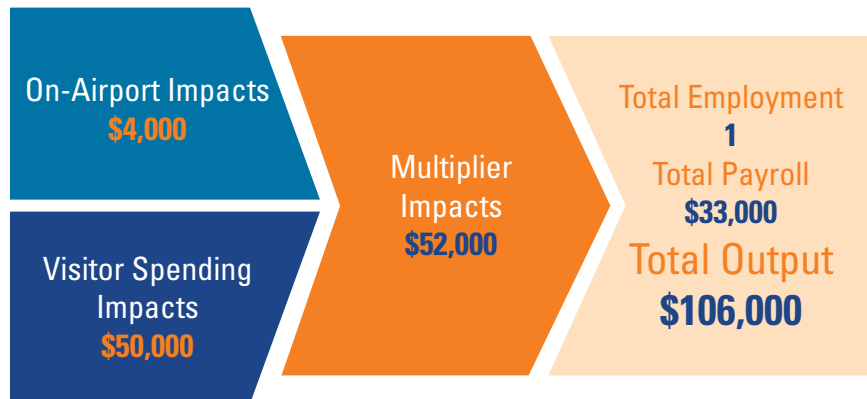 On-Airport Impacts
$4,000
Visitor Spending
Impacts
$50,000
Multiplier
Impacts
$52,000
Total Employment
1
Total Payroll
$33,000
Total Output
$106,000